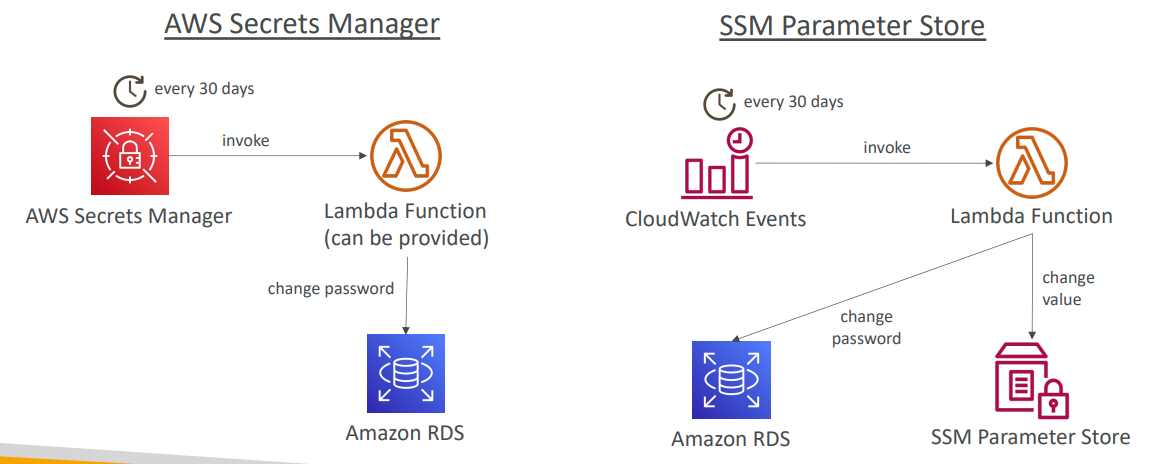 AWS Secrets Manager
every 30 days
invoke
AWS Secrets Manager
Lambda Function
(can be provided)
change password
Amazon RDS
SSM Parameter Store
every 30 days
invoke
CloudWatch Events
Lambda Function
change
password
change
value
Amazon RDS
SSM Parameter Store